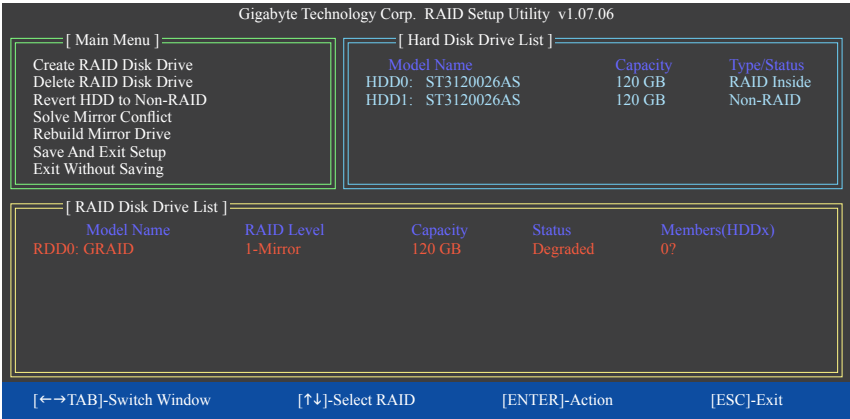 Gigabyte Technology Corp. RAID Setup Utility v1.07.06
[ Main Menu ]
Create RAID Disk Drive
Delete RAID Disk Drive
Revert HDD to Non-RAID
Solve Mirror Conflict
Rebuild Mirror Drive
Save And Exit Setup
Exit Without Saving
[ Hard Disk Drive List ]
Model Name Capacity Type/Status
HDD0: ST3120026AS 120 GB RAID Inside
HDD1: ST3120026AS 120 GB Non-RAID
[ RAID Disk Drive List ]
Model Name RAID Level Capacity Status Members(HDDx)
RDD0: GRAID 1-Mirror 120 GB Degraded 0?
[←→TAB]-Switch Window [↑↓]-Select RAID [ENTER]-Action [ESC]-Exit